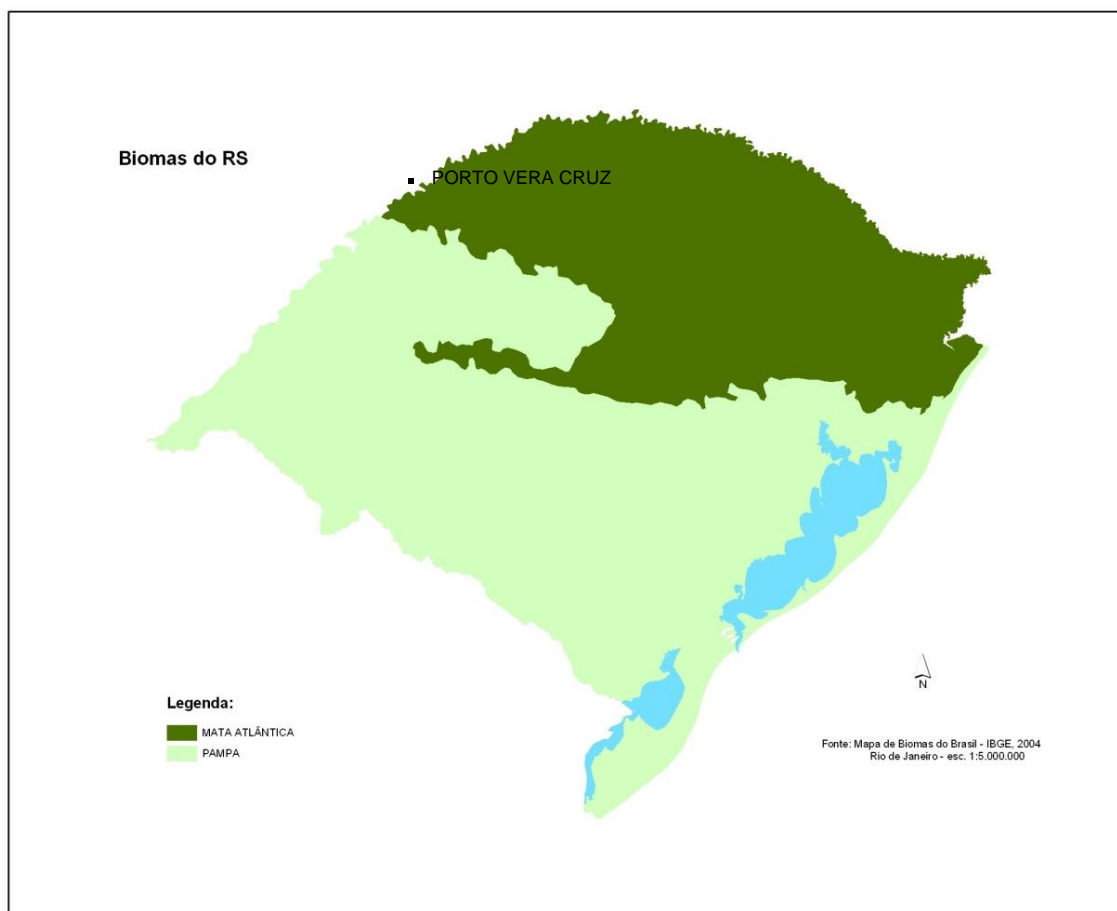 Biomas do RS
PORTO VERA CRUZ
N
Legenda:
MATA ATLÂNTICA
PAMPA
Fonte: Mapa de Biomas do Brasil - IBGE, 2004
Rio de Janeiro - esc. 1:5.000.000